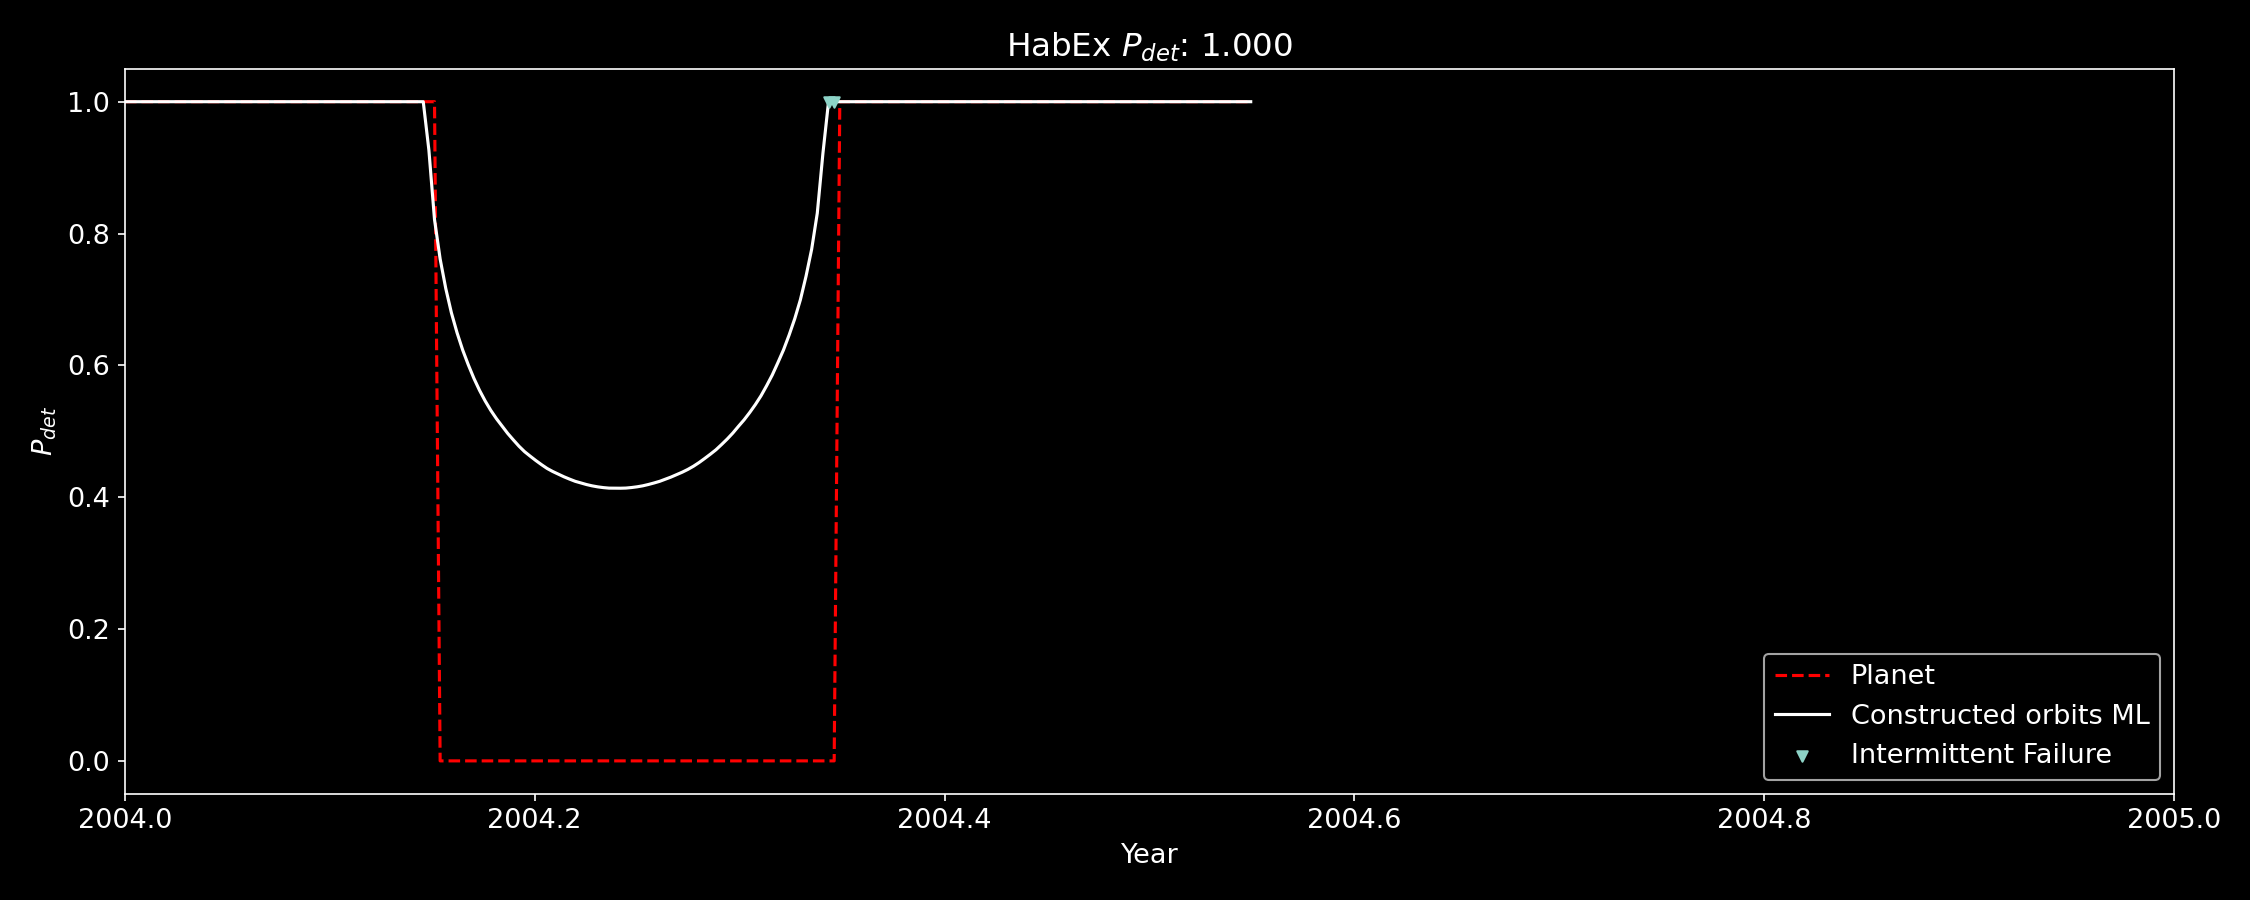 HabEx P_det: 1.000
1.0
0.8
0.6
0.4
0.2
0.0
P_det
2004.0 2004.2 2004.4 2004.6 2004.8 2005.0
Year
Planet
Constructed orbits ML
Intermittent Failure